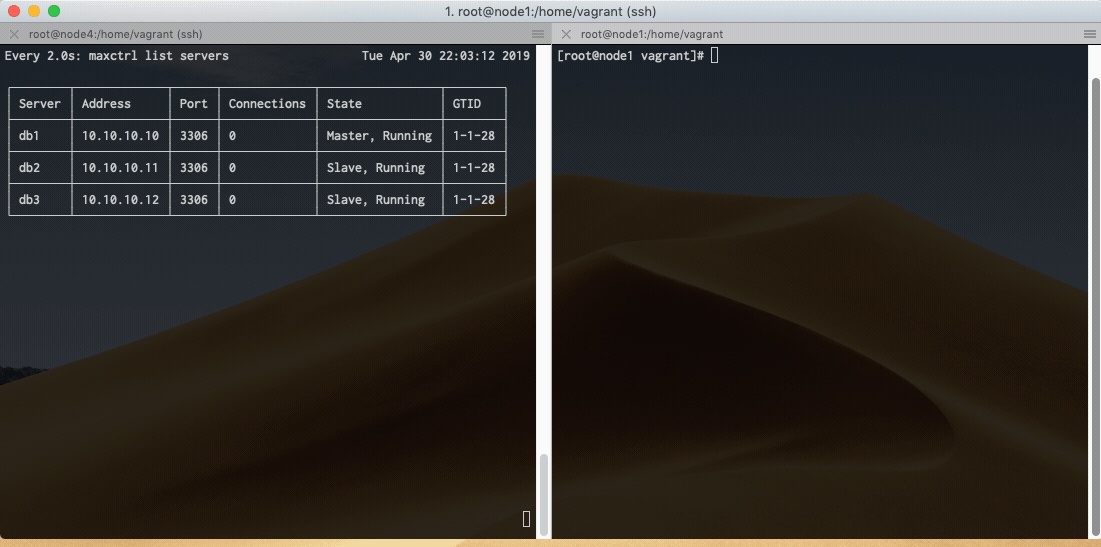 1. root@node1:/home/vagrant (ssh)
root@node4:/home/vagrant (ssh)
root@node1:/home/vagrant
Every 2.0s: maxctrl list servers Tue Apr 30 22:03:12 2019
Server Address Port Connections State GTID
db1 10.10.10.10 3306 0 Master, Running 1-1-28
db2 10.10.10.11 3306 0 Slave, Running 1-1-28
db3 10.10.10.12 3306 0 Slave, Running 1-1-28
[root@node1 vagrant]#